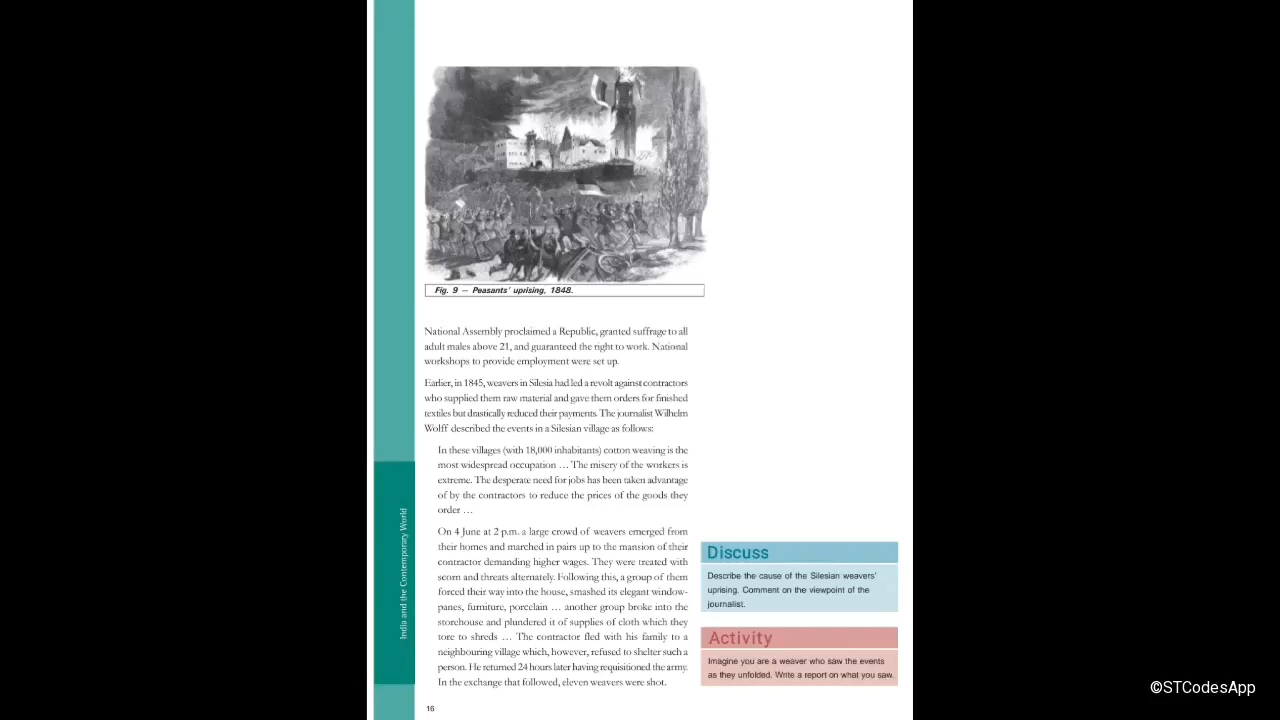 Fig. 9 — Peasants' uprising, 1848.
National Assembly proclaimed a Republic, granted suffrage to all
adult males above 21, and guaranteed the right to work. National
workshops to provide employment were set up.
Earlier, in 1845, weavers in Silesia had led a revolt against contractors
who supplied them raw material and gave them orders for finished
textiles but drastically reduced their payments. The journalist Wilhelm
Wolff described the events in a Silesian village as follows:
In these villages (with 18,000 inhabitants) cotton weaving is the
most widespread occupation … The misery of the workers is
extreme. The desperate need for jobs has been taken advantage
of by the contractors to reduce the prices of the goods they
order …
On 4 June at 2 p.m. a large crowd of weavers emerged from
their homes and marched in pairs up to the mansion of their
contractor demanding higher wages. They were treated with
scorn and threats alternately. Following this, a group of them
forced their way into the house, smashed its elegant window-
panes, furniture, porcelain … another group broke into the
storehouse and plundered it of supplies of cloth which they
tore to shreds … The contractor fled with his family to a
neighbouring village which, however, refused to shelter such a
person. He returned 24 hours later having requisitioned the army.
In the exchange that followed, eleven weavers were shot.
Discuss
Describe the cause of the Silesian weavers'
uprising. Comment on the viewpoint of the
journalist.
Activity
Imagine you are a weaver who saw the events
as they unfolded. Write a report on what you saw.
India and the Contemporary World
16
©STCodesApp